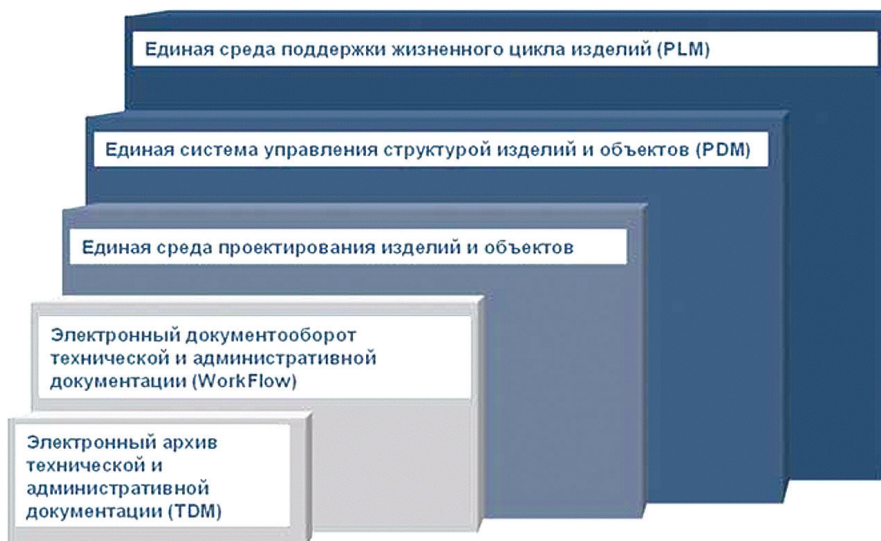 Единая среда поддержки жизненного цикла изделий (PLM)
Единая система управления структурой изделий и объектов (PDM)
Единая среда проектирования изделий и объектов
Электронный документооборот
технической и административной
документации (WorkFlow)
Электронный архив
технической и
административной
документации (TDM)